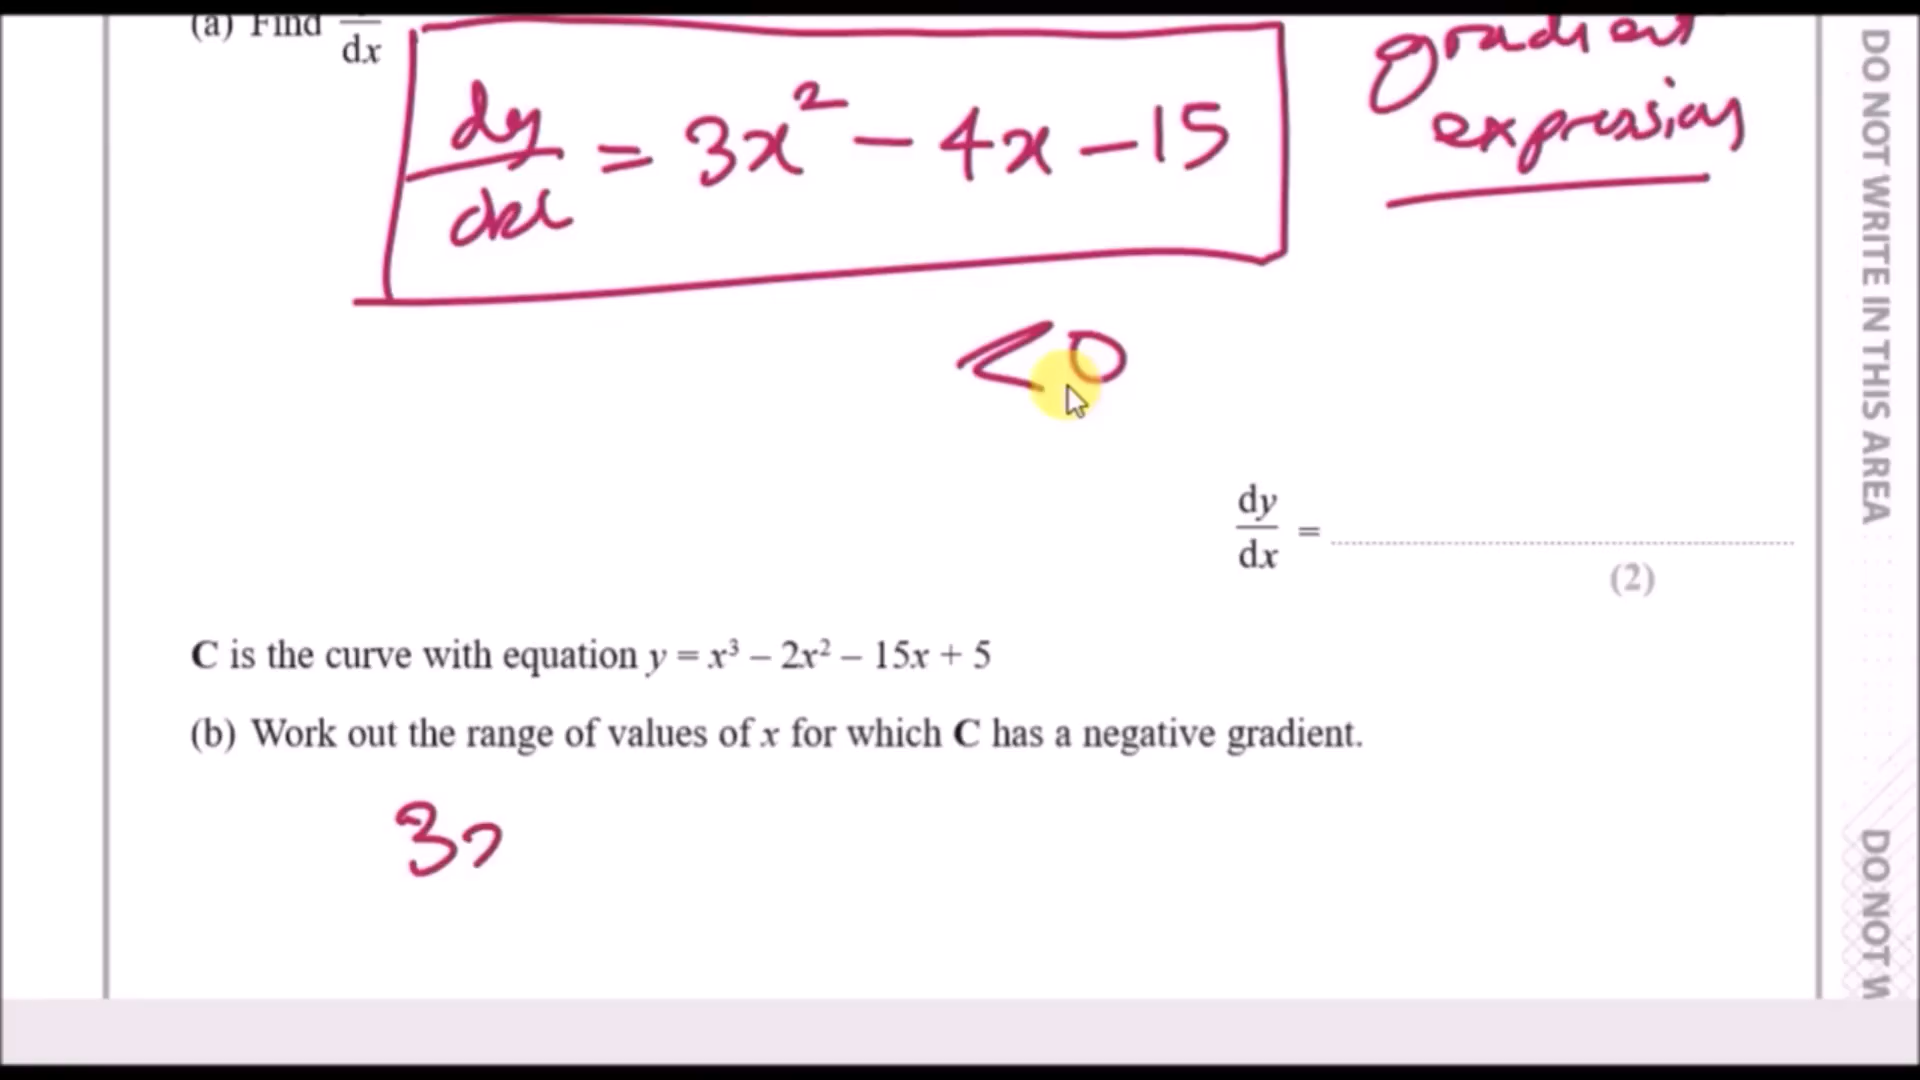 (a) Find
dx
gradient
expression
dy
dx
= 3x² – 4x – 15
<0
dy
dx
=
(2)
C is the curve with equation y = x³ – 2x² – 15x + 5
(b) Work out the range of values of x for which C has a negative gradient.
3
DO NOT WRITE IN THIS AREA
DO NOT W